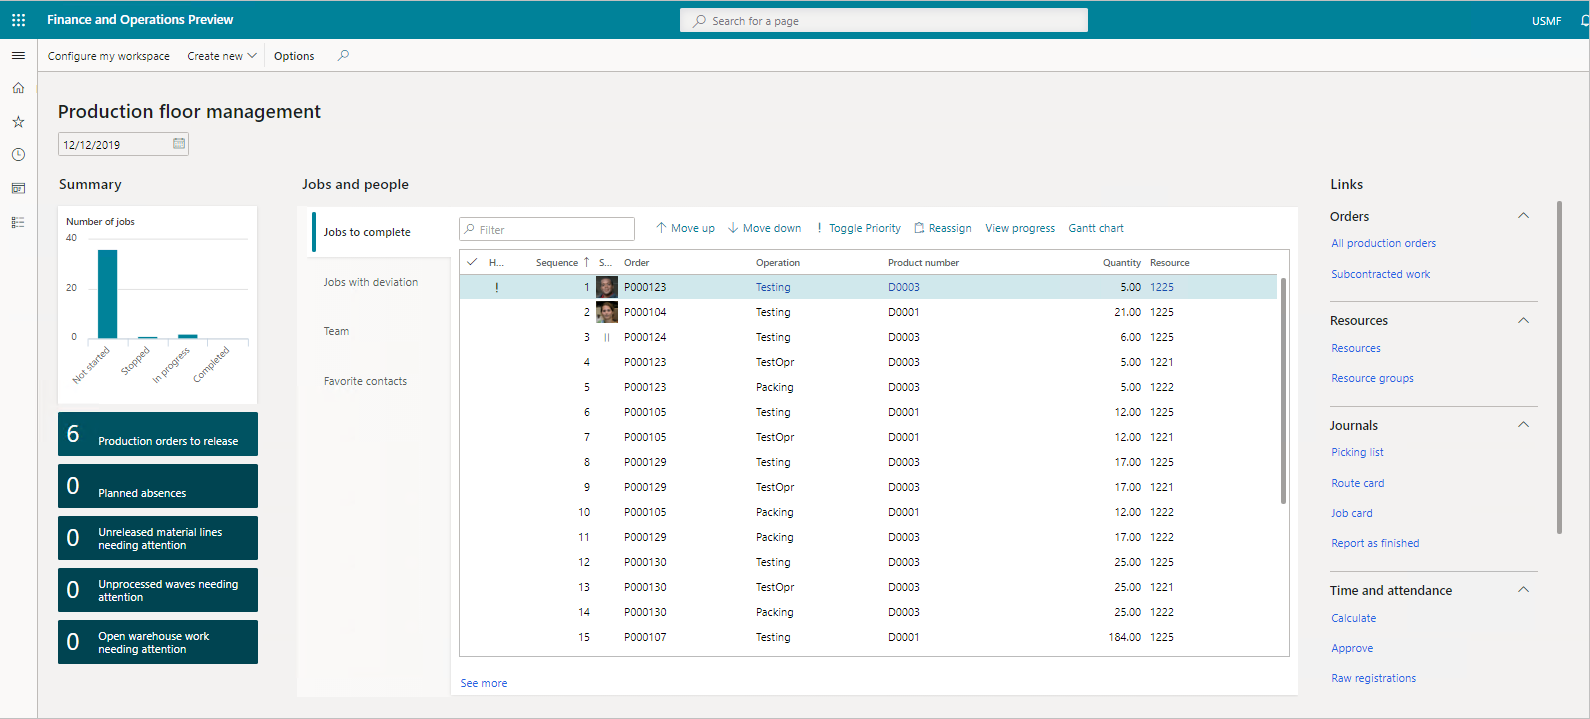 Finance and Operations Preview
Search for a page
USMF
Configure my workspace Create new Options
Production floor management
12/12/2019
Summary
Number of jobs
40
20
0
Not started
Stopped
In progress
Completed
6 Production orders to release
0 Planned absences
0 Unreleased material lines
needing attention
0 Unprocessed waves needing
attention
0 Open warehouse work
needing attention
Jobs and people
Jobs to complete
Jobs with deviation
Team
Favorite contacts
Filter
Move up Move down ! Toggle Priority Reassign View progress Gantt chart
H... Sequence ↑ S... Order Operation Product number Quantity Resource
! 1 P000123 Testing D0003 5.00 1225
2 P000104 Testing D0001 21.00 1225
3 P000124 Testing D0003 6.00 1225
4 P000123 TestOpr D0003 5.00 1221
5 P000123 Packing D0003 5.00 1222
6 P000105 Testing D0001 12.00 1225
7 P000105 TestOpr D0001 12.00 1221
8 P000129 Testing D0003 17.00 1225
9 P000129 TestOpr D0003 17.00 1221
10 P000105 Packing D0001 12.00 1222
11 P000129 Packing D0003 17.00 1222
12 P000130 Testing D0003 25.00 1225
13 P000130 TestOpr D0003 25.00 1221
14 P000130 Packing D0003 25.00 1222
15 P000107 Testing D0001 184.00 1225
See more
Links
Orders
All production orders
Subcontracted work
Resources
Resources
Resource groups
Journals
Picking list
Route card
Job card
Report as finished
Time and attendance
Calculate
Approve
Raw registrations